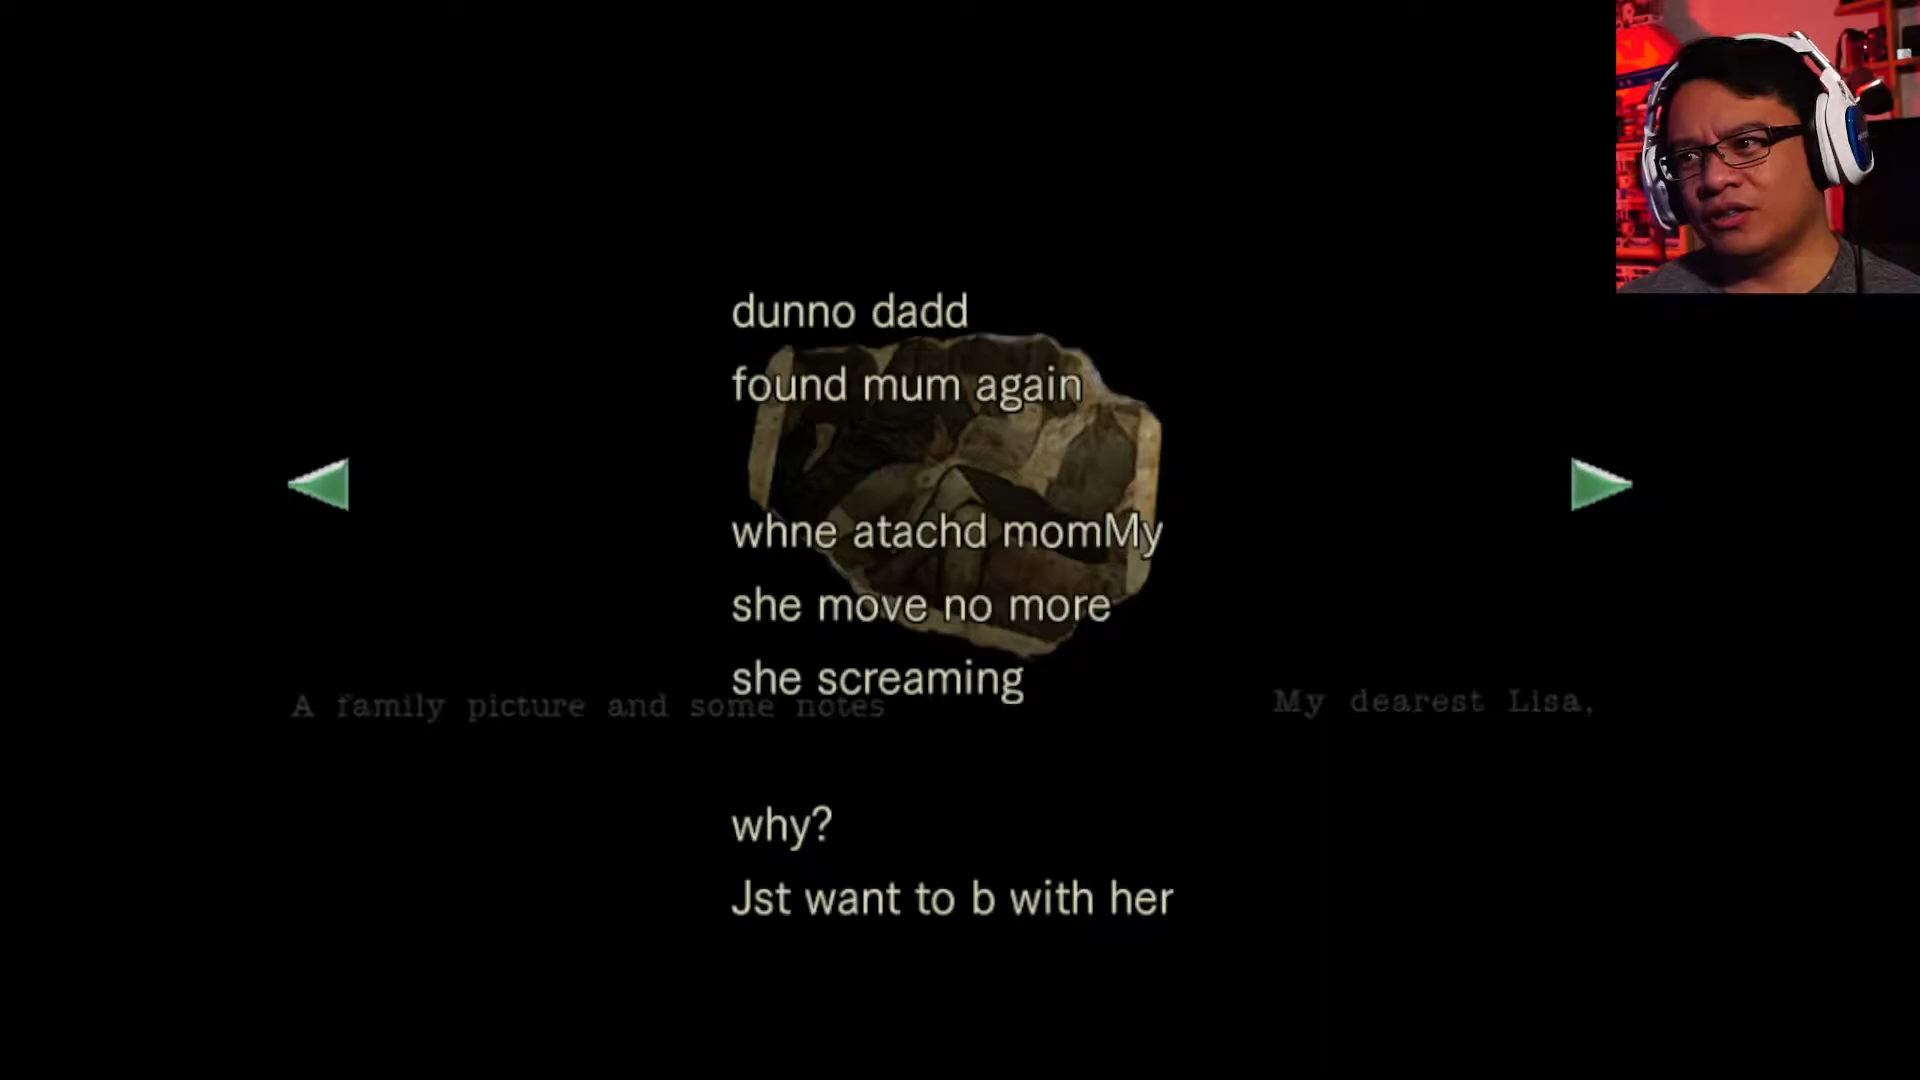 dunno dadd
found mum again
whne atachd momMy
she move no more
she screaming
A family picture and some notes
My dearest Lisa,
why?
Jst want to b with her